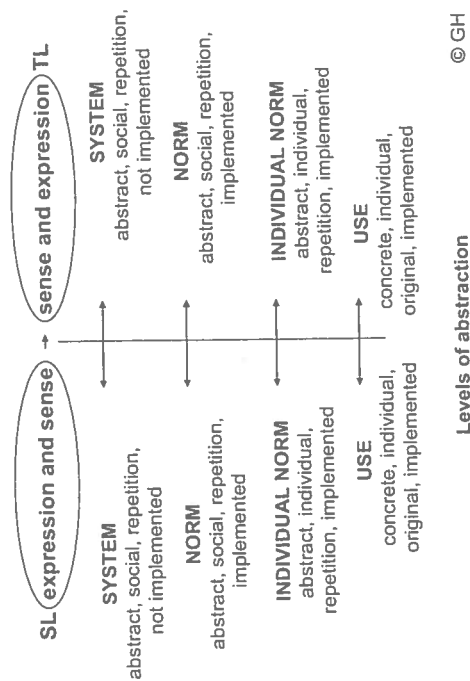 SL expression and sense → sense and expression TL
SYSTEM
abstract, social, repetition,
not implemented
SYSTEM
abstract, social, repetition,
not implemented
NORM
abstract, social, repetition,
implemented
NORM
abstract, social, repetition,
implemented
INDIVIDUAL NORM
abstract, individual,
repetition, implemented
INDIVIDUAL NORM
abstract, individual,
repetition, implemented
USE
concrete, individual,
original, implemented
USE
concrete, individual,
original, implemented
Levels of abstraction
© GH